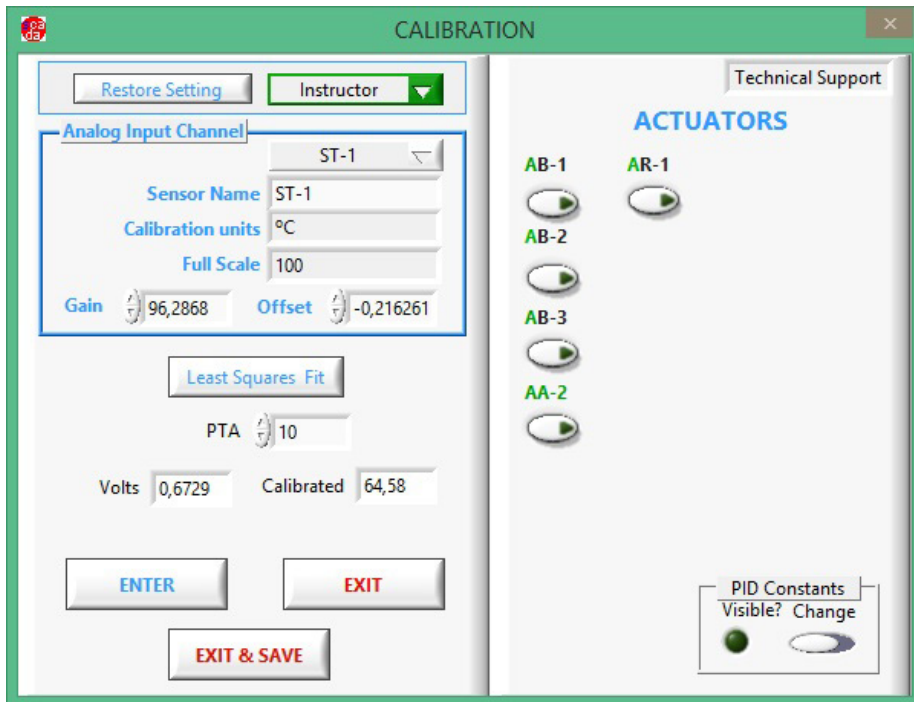 CALIBRATION
Restore Setting
Instructor
Analog Input Channel
ST-1
Sensor Name ST-1
Calibration units ºC
Full Scale 100
Gain 96,2868 Offset -0,216261
Least Squares Fit
PTA 10
Volts 0,6729 Calibrated 64,58
ENTER
EXIT
EXIT & SAVE
Technical Support
ACTUATORS
AB-1 AR-1
AB-2
AB-3
AA-2
PID Constants
Visible? Change